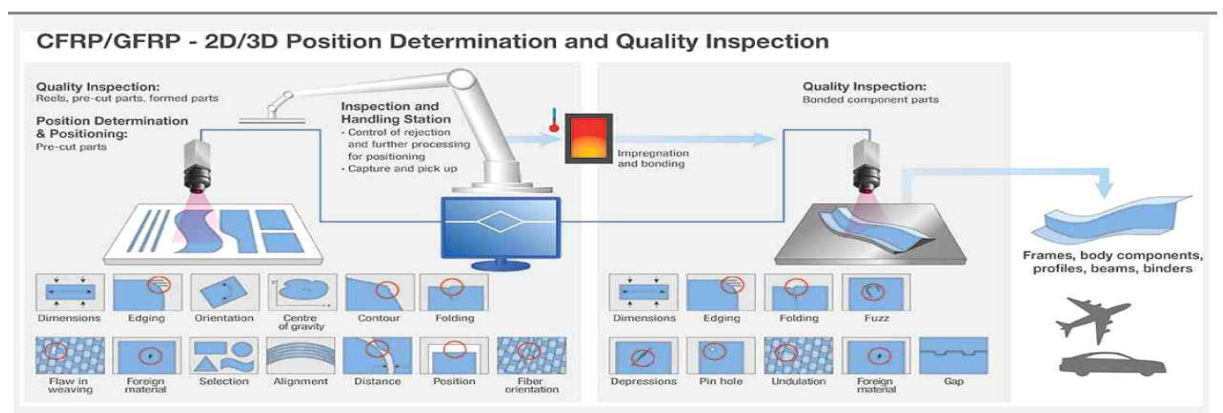 CFRP/GFRP - 2D/3D Position Determination and Quality Inspection
Quality Inspection:
Reels, pre-cut parts, formed parts
Position Determination
& Positioning:
Pre-cut parts
Inspection and
Handling Station
- Control of rejection
and further processing
for positioning
- Capture and pick up
Impregnation
and bonding
Quality Inspection:
Bonded component parts
Frames, body components,
profiles, beams, binders
Dimensions
Edging
Orientation
Centre
of gravity
Contour
Folding
Flaw in
weaving
Foreign
material
Selection
Alignment
Distance
Position
Fiber
orientation
Dimensions
Edging
Folding
Fuzz
Depressions
Pin hole
Undulation
Foreign
material
Gap